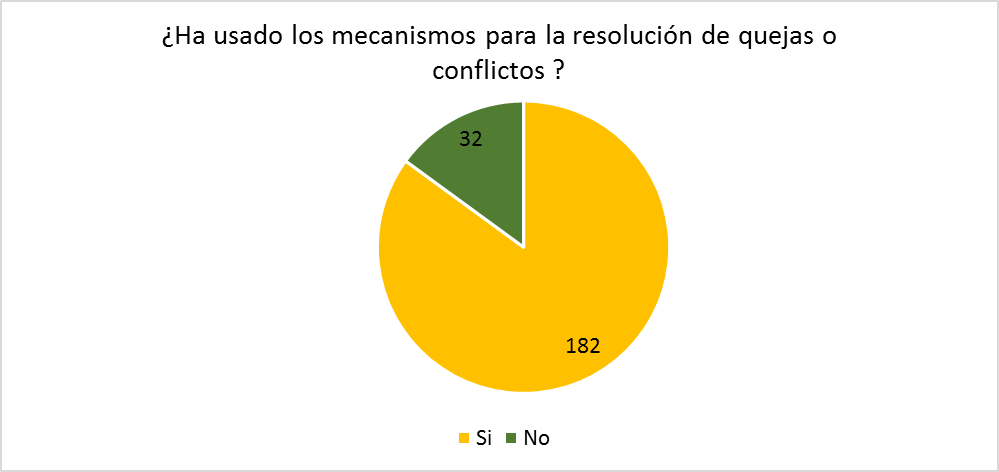 ¿Ha usado los mecanismos para la resolución de quejas o
conflictos ?
32
182
Si No